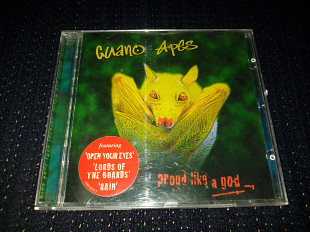 Guano Apes
featuring
'OPEN YOUR EYES'
'LORDS OF
THE BOARDS'
'RAIN'
proud like a god